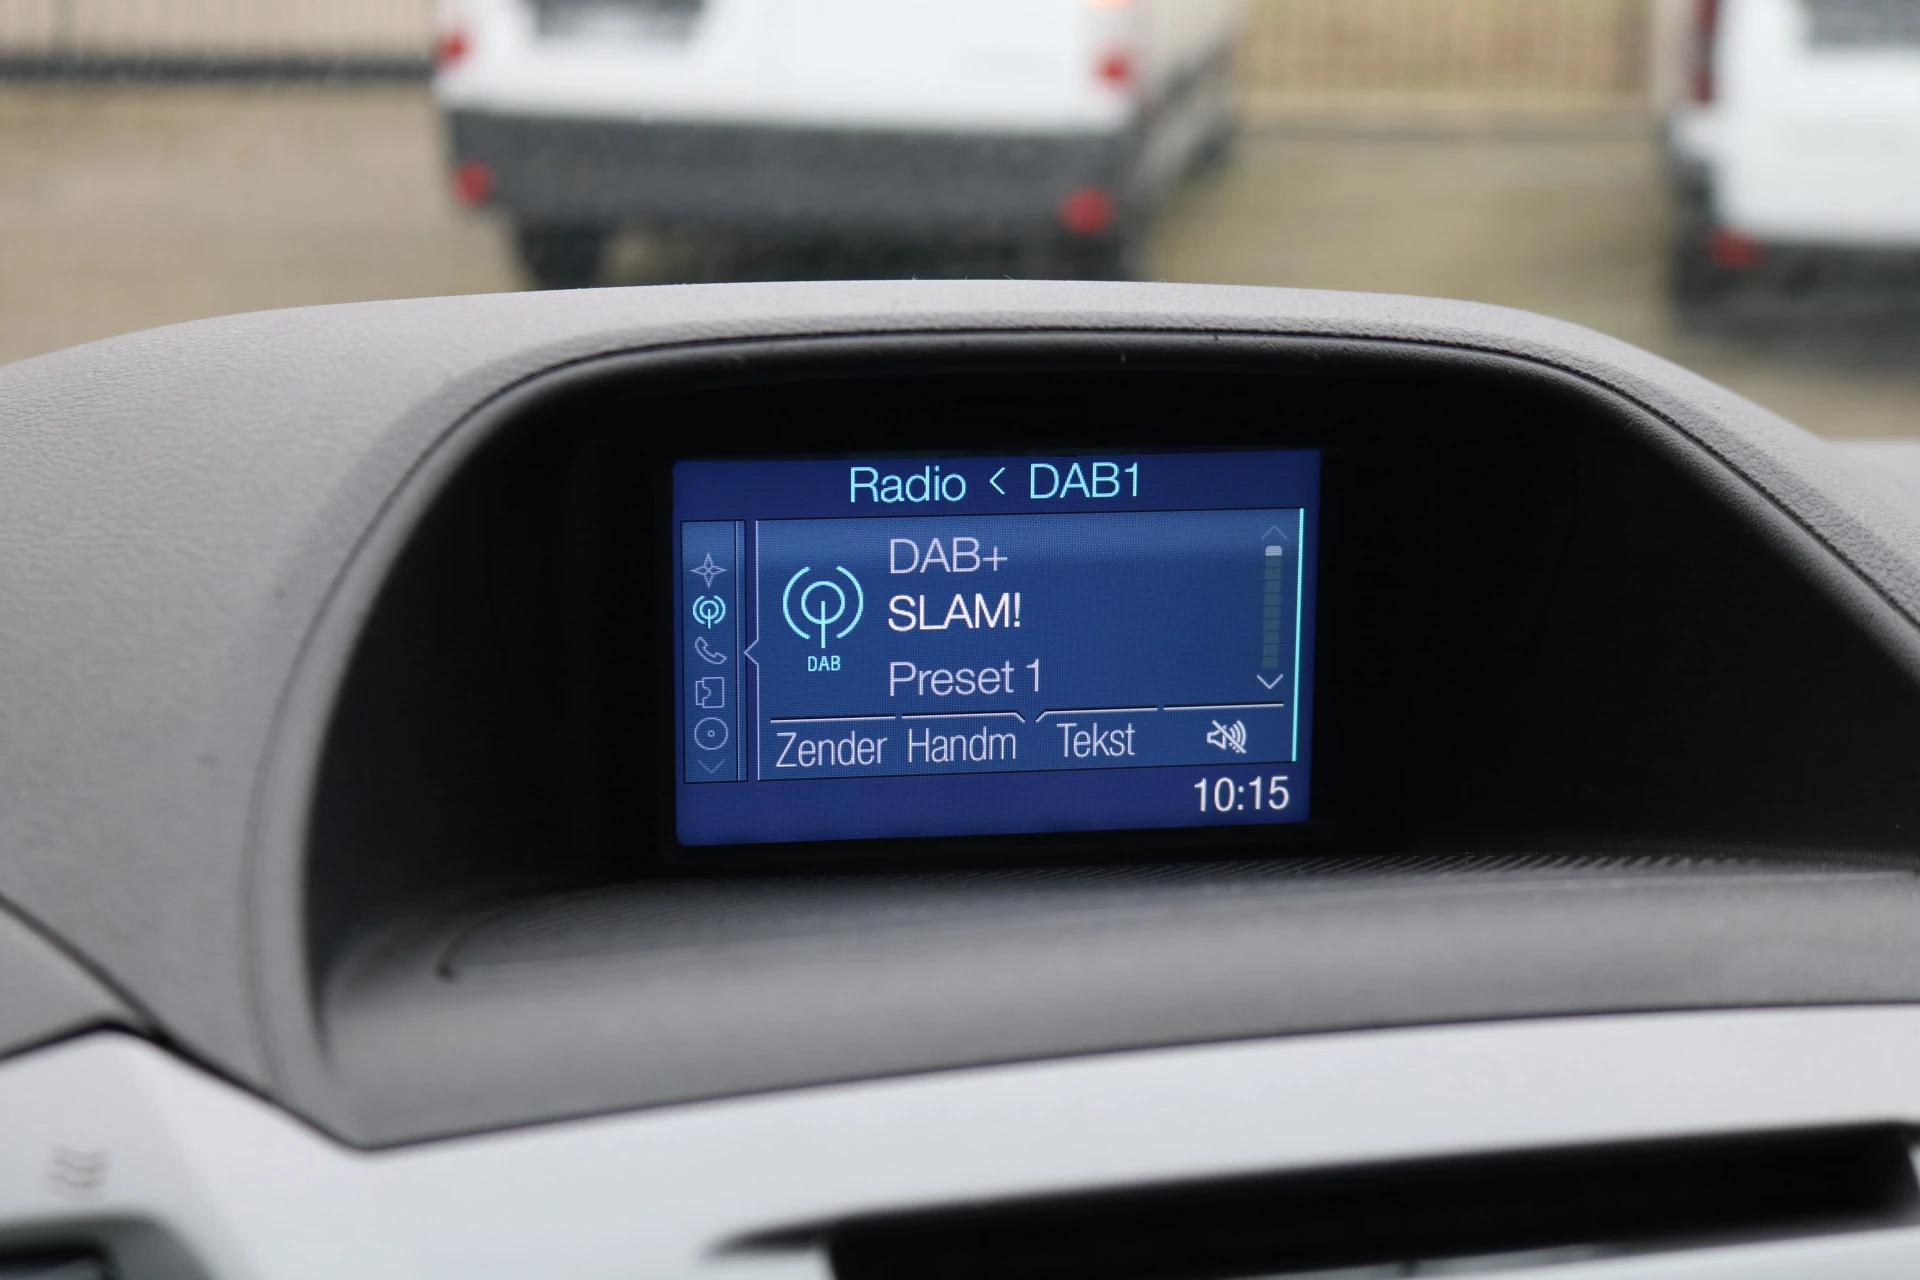 Radio < DAB1
DAB+
SLAM!
DAB
Preset 1
Zender Handm Tekst
10:15